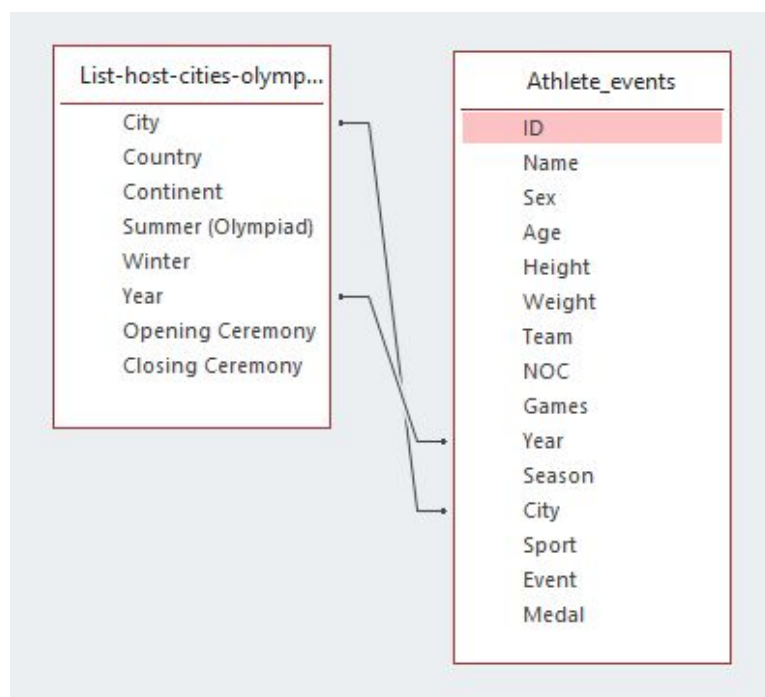 List-host-cities-olymp...
City
Country
Continent
Summer (Olympiad)
Winter
Year
Opening Ceremony
Closing Ceremony
Athlete_events
ID
Name
Sex
Age
Height
Weight
Team
NOC
Games
Year
Season
City
Sport
Event
Medal